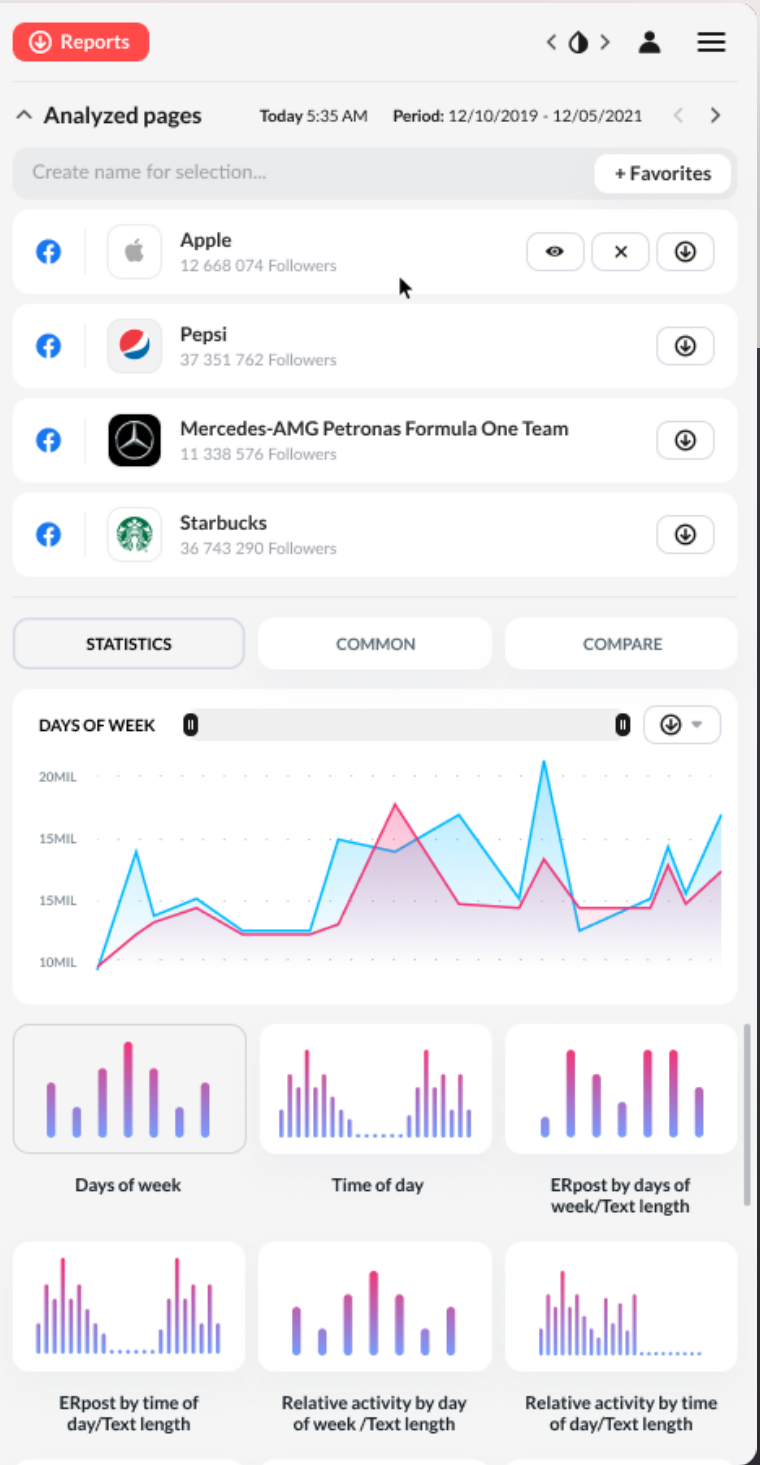 Reports
Analyzed pages Today 5:35 AM Period: 12/10/2019 - 12/05/2021
Create name for selection... + Favorites
Apple
12 668 074 Followers
Pepsi
37 351 762 Followers
Mercedes-AMG Petronas Formula One Team
11 338 576 Followers
Starbucks
36 743 290 Followers
STATISTICS COMMON COMPARE
DAYS OF WEEK
20MIL
15MIL
15MIL
10MIL
Days of week
Time of day
ERpost by days of
week/Text length
ERpost by time of
day/Text length
Relative activity by day
of week /Text length
Relative activity by time
of day/Text length